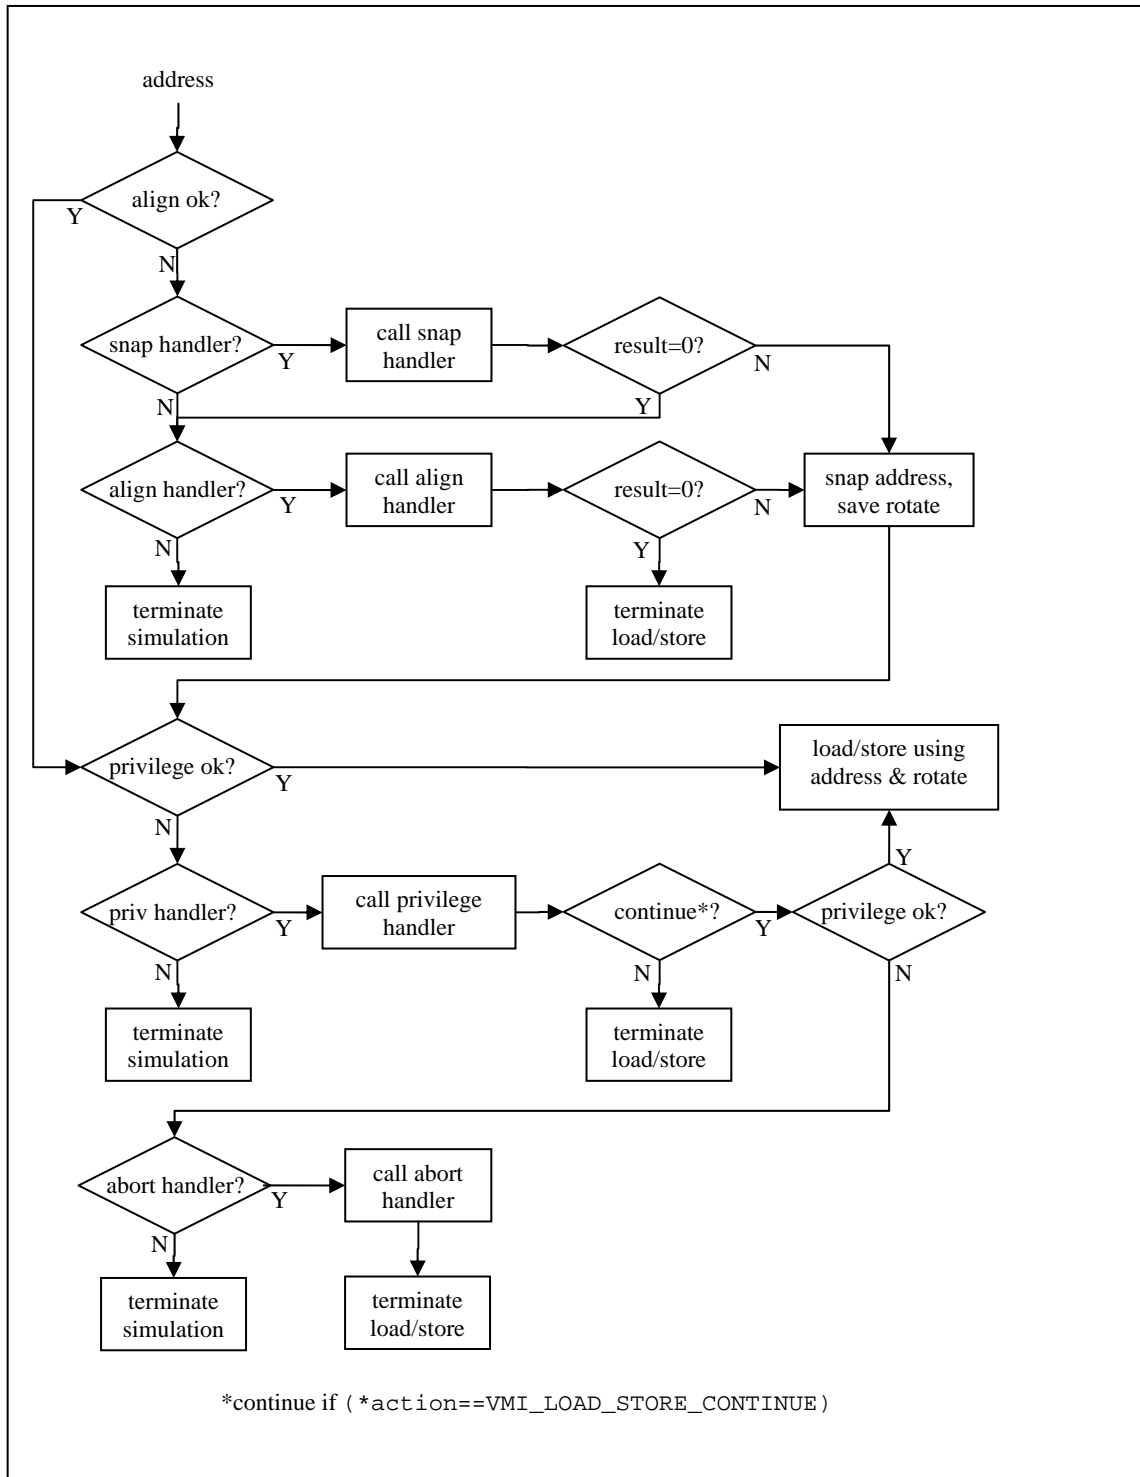 address
align ok?
Y
N
snap handler?
Y
call snap
handler
result=0?
N
N
Y
align handler?
Y
call align
handler
result=0?
N
snap address,
save rotate
N
Y
terminate
simulation
terminate
load/store
privilege ok?
Y
load/store using
address & rotate
N
Y
priv handler?
Y
call privilege
handler
continue*?
Y
privilege ok?
N
N
N
terminate
simulation
terminate
load/store
abort handler?
Y
call abort
handler
N
terminate
simulation
terminate
load/store
*continue if (*action==VMI_LOAD_STORE_CONTINUE)